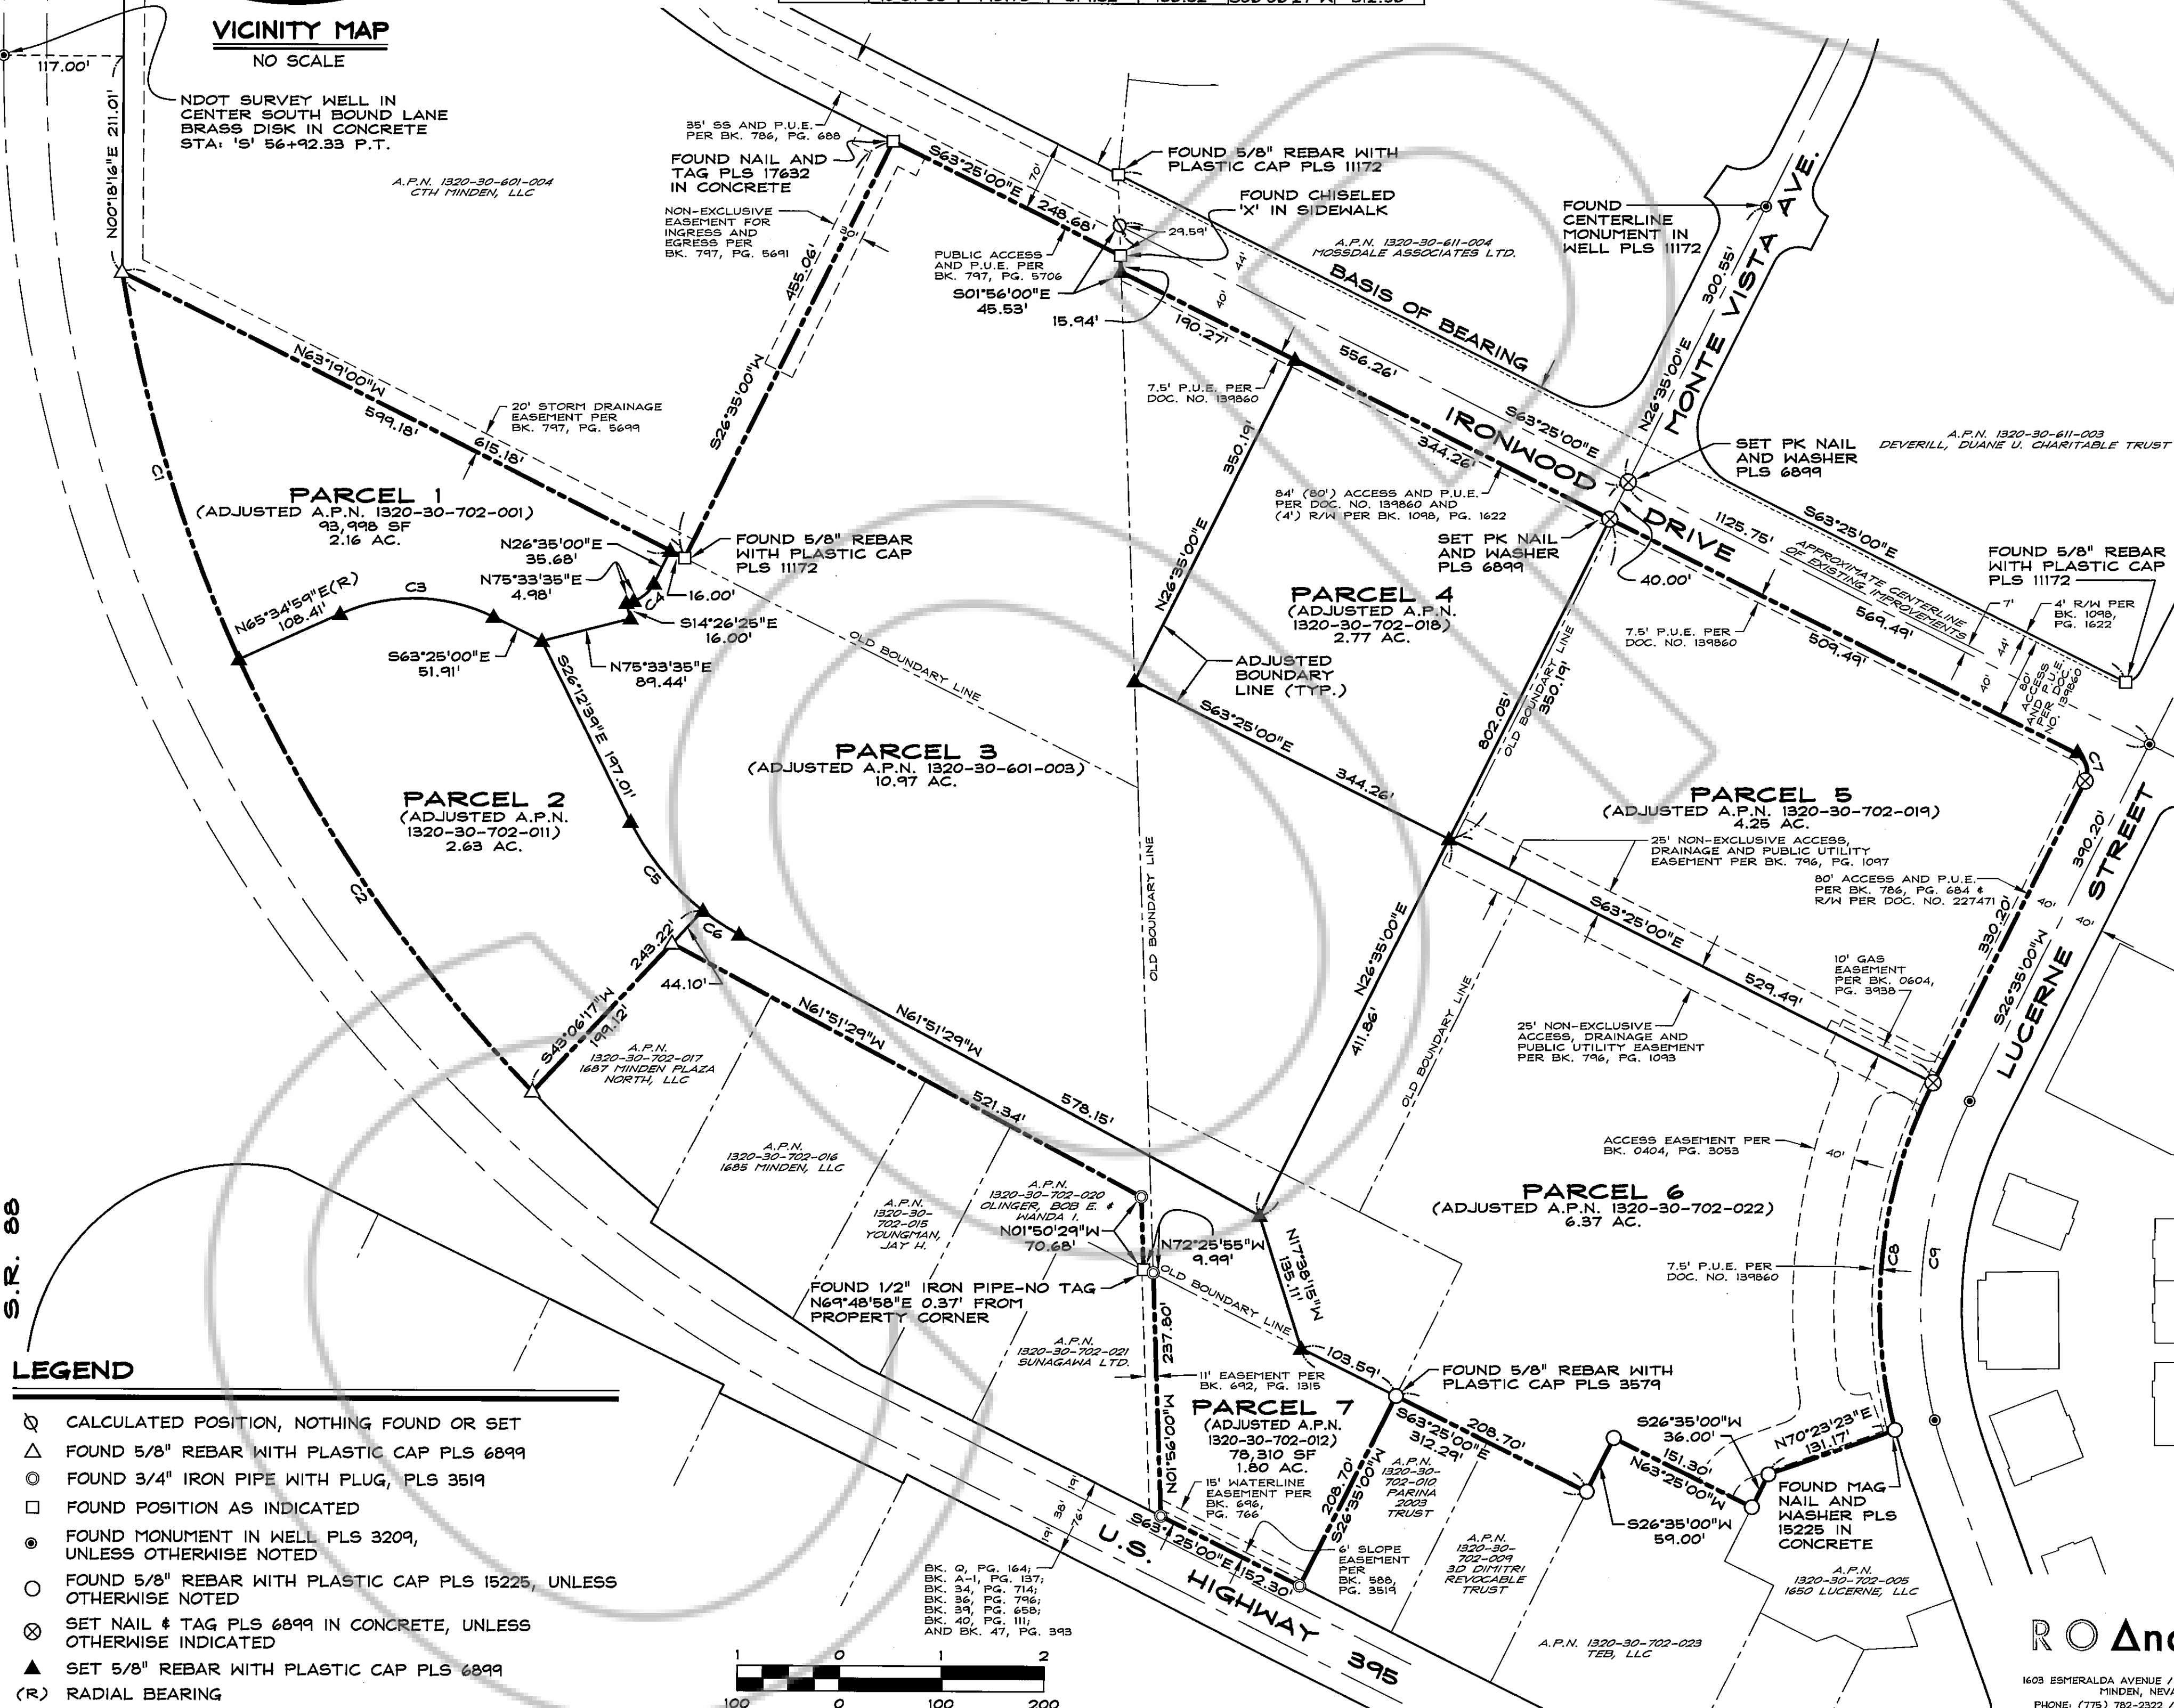 VICINITY MAP
NO SCALE
117.00'
N00°18'16"E 211.01'
NDOT SURVEY WELL IN
CENTER SOUTH BOUND LANE
BRASS DISK IN CONCRETE
STA: 'S' 56+92.33 P.T.
A.P.N. 1320-30-601-004
CTH MINDEN, LLC
35' SS AND P.U.E.
PER BK. 786, PG. 688
FOUND NAIL AND
TAG PLS 17632
IN CONCRETE
NON-EXCLUSIVE
EASEMENT FOR
INGRESS AND
EGRESS PER
BK. 797, PG. 5691
30'
455.06'
S26°35'00"W
S63°25'00"E
248.68'
70'
PUBLIC ACCESS
AND P.U.E. PER
BK. 797, PG. 5706
S01°56'00"E
45.53'
15.94'
29.59'
FOUND 5/8" REBAR WITH
PLASTIC CAP PLS 11172
FOUND CHISELED
'X' IN SIDEWALK
A.P.N. 1320-30-611-004
MOSSDALE ASSOCIATES LTD.
BASIS OF BEARING
44'
40'
190.27'
556.26'
S63°25'00"E
FOUND
CENTERLINE
MONUMENT IN
WELL PLS 11172
MONTE VISTA AVE.
300.55'
N26°35'00"E
7.5' P.U.E. PER
DOC. NO. 139860
IRONWOOD DRIVE
344.26'
SET PK NAIL
AND WASHER
PLS 6899
A.P.N. 1320-30-611-003
DEVERILL, DUANE U. CHARITABLE TRUST
84' (80') ACCESS AND P.U.E.
PER DOC. NO. 139860 AND
(4') R/W PER BK. 1098, PG. 1622
SET PK NAIL
AND WASHER
PLS 6899
40.00'
1125.75'
S63°25'00"E
APPROXIMATE CENTERLINE
OF EXISTING IMPROVEMENTS
569.49'
509.49'
7.5' P.U.E. PER
DOC. NO. 139860
FOUND 5/8" REBAR
WITH PLASTIC CAP
PLS 11172
7'
4' R/W PER
BK. 1098,
PG. 1622
44'
40'
80'
ACCESS
AND P.U.E.
PER DOC.
NO. 139860
N63°19'00"W
599.18'
615.18'
20' STORM DRAINAGE
EASEMENT PER
BK. 797, PG. 5699
C1
PARCEL 1
(ADJUSTED A.P.N. 1320-30-702-001)
93,998 SF
2.16 AC.
N26°35'00"E
35.68'
N75°33'35"E
4.98'
C4
16.00'
FOUND 5/8" REBAR
WITH PLASTIC CAP
PLS 11172
N65°34'59"E(R)
108.41'
C3
S14°26'25"E
16.00'
S63°25'00"E
51.91'
N75°33'35"E
89.44'
OLD BOUNDARY LINE
350.19'
N26°35'00"E
PARCEL 4
(ADJUSTED A.P.N.
1320-30-702-018)
2.77 AC.
ADJUSTED
BOUNDARY
LINE (TYP.)
S63°25'00"E
344.26'
802.05'
OLD BOUNDARY LINE
350.19'
S26°12'39"E 197.01'
PARCEL 3
(ADJUSTED A.P.N. 1320-30-601-003)
10.97 AC.
PARCEL 2
(ADJUSTED A.P.N.
1320-30-702-011)
2.63 AC.
C2
C5
C6
PARCEL 5
(ADJUSTED A.P.N. 1320-30-702-019)
4.25 AC.
25' NON-EXCLUSIVE ACCESS,
DRAINAGE AND PUBLIC UTILITY
EASEMENT PER BK. 796, PG. 1097
80' ACCESS AND P.U.E.
PER BK. 786, PG. 684 &
R/W PER DOC. NO. 227471
C7
390.20'
330.20'
40'
40'
S26°35'00"W
LUCERNE STREET
S63°25'00"E
529.49'
10' GAS
EASEMENT
PER BK. 0604,
PG. 3938
OLD BOUNDARY LINE
N26°35'00"E
411.86'
OLD BOUNDARY LINE
25' NON-EXCLUSIVE
ACCESS, DRAINAGE AND
PUBLIC UTILITY EASEMENT
PER BK. 796, PG. 1093
243.22'
44.10'
S43°06'17"W
199.12'
A.P.N.
1320-30-702-017
1687 MINDEN PLAZA
NORTH, LLC
N61°51'29"W
521.34'
N61°51'29"W
578.15'
A.P.N.
1320-30-702-016
1685 MINDEN, LLC
A.P.N.
1320-30-
702-015
YOUNGMAN,
JAY H.
A.P.N.
1320-30-702-020
OLINGER, BOB E. &
WANDA I.
N01°50'29"W
70.68'
N72°25'55"W
9.99'
OLD BOUNDARY LINE
FOUND 1/2" IRON PIPE-NO TAG
N69°48'58"E 0.37' FROM
PROPERTY CORNER
N17°38'15"W
135.11'
ACCESS EASEMENT PER
BK. 0404, PG. 3053
40'
PARCEL 6
(ADJUSTED A.P.N. 1320-30-702-022)
6.37 AC.
7.5' P.U.E. PER
DOC. NO. 139860
C8
C9
A.P.N.
1320-30-702-021
SUNAGAWA LTD.
237.80'
N01°56'00"W
11' EASEMENT PER
BK. 692, PG. 1315
103.59'
FOUND 5/8" REBAR WITH
PLASTIC CAP PLS 3579
PARCEL 7
(ADJUSTED A.P.N.
1320-30-702-012)
78,310 SF
1.80 AC.
15' WATERLINE
EASEMENT PER
BK. 696,
PG. 766
S63°25'00"E
312.29'
208.70'
208.70'
S26°35'00"W
A.P.N.
1320-30-
702-010
PARINA
2003
TRUST
S26°35'00"W
36.00'
151.30'
N63°25'00"W
N70°23'23"E
131.17'
S26°35'00"W
59.00'
FOUND MAG
NAIL AND
WASHER PLS
15225 IN
CONCRETE
A.P.N.
1320-30-702-005
1650 LUCERNE, LLC
S63°25'00"E
152.30'
6' SLOPE
EASEMENT
PER
BK. 588,
PG. 3519
A.P.N.
1320-30-
702-009
3D DIMITRI
REVOCABLE
TRUST
A.P.N. 1320-30-702-023
TEB, LLC
19' 38' 19'
76'
U.S. HIGHWAY 395
BK. Q, PG. 164;
BK. A-1, PG. 137;
BK. 34, PG. 714;
BK. 36, PG. 796;
BK. 39, PG. 658;
BK. 40, PG. 111;
AND BK. 47, PG. 393
S.R. 88
LEGEND
CALCULATED POSITION, NOTHING FOUND OR SET
FOUND 5/8" REBAR WITH PLASTIC CAP PLS 6899
FOUND 3/4" IRON PIPE WITH PLUG, PLS 3519
FOUND POSITION AS INDICATED
FOUND MONUMENT IN WELL PLS 3209,
UNLESS OTHERWISE NOTED
FOUND 5/8" REBAR WITH PLASTIC CAP PLS 15225, UNLESS
OTHERWISE NOTED
SET NAIL & TAG PLS 6899 IN CONCRETE, UNLESS
OTHERWISE INDICATED
SET 5/8" REBAR WITH PLASTIC CAP PLS 6899
(R) RADIAL BEARING
1 0 1 2
100 0 100 200
R O And
1603 ESMERALDA AVENUE /
MINDEN, NEVA
PHONE: (775) 782-2322 /